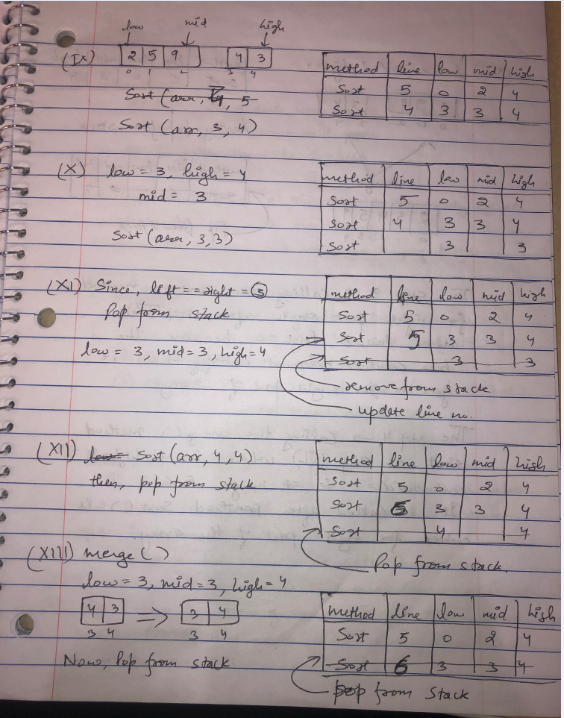 low mid high
(IX) 2 5 9 4 3
0 1 2 3 4
Sort (arr, 4, 5
Sort (arr, 3, 4)
method line low mid high
Sort 5 0 2 4
Sort 4 3 3 4
(X) low = 3, high = 4
mid = 3
Sort (arr, 3,3)
method line low mid high
Sort 5 0 2 4
Sort 4 3 3 4
Sort 3 3
(XI) Since, left == right = 3
Pop from stack
low = 3, mid = 3, high = 4
method line low mid high
Sort 5 0 2 4
Sort 5 3 3 4
Sort 3 3
remove from stack
update line no.
(XII) Sort (arr, 4, 4)
then, pop from stack
method line low mid high
Sort 5 0 2 4
Sort 6 3 3 4
Sort 4 4
Pop from stack.
(XIII) merge ( )
low = 3, mid = 3, high = 4
4 3 => 3 4
3 4 3 4
Now, Pop from stack
method line low mid high
Sort 5 0 2 4
Sort 6 3 3 4
pop from Stack